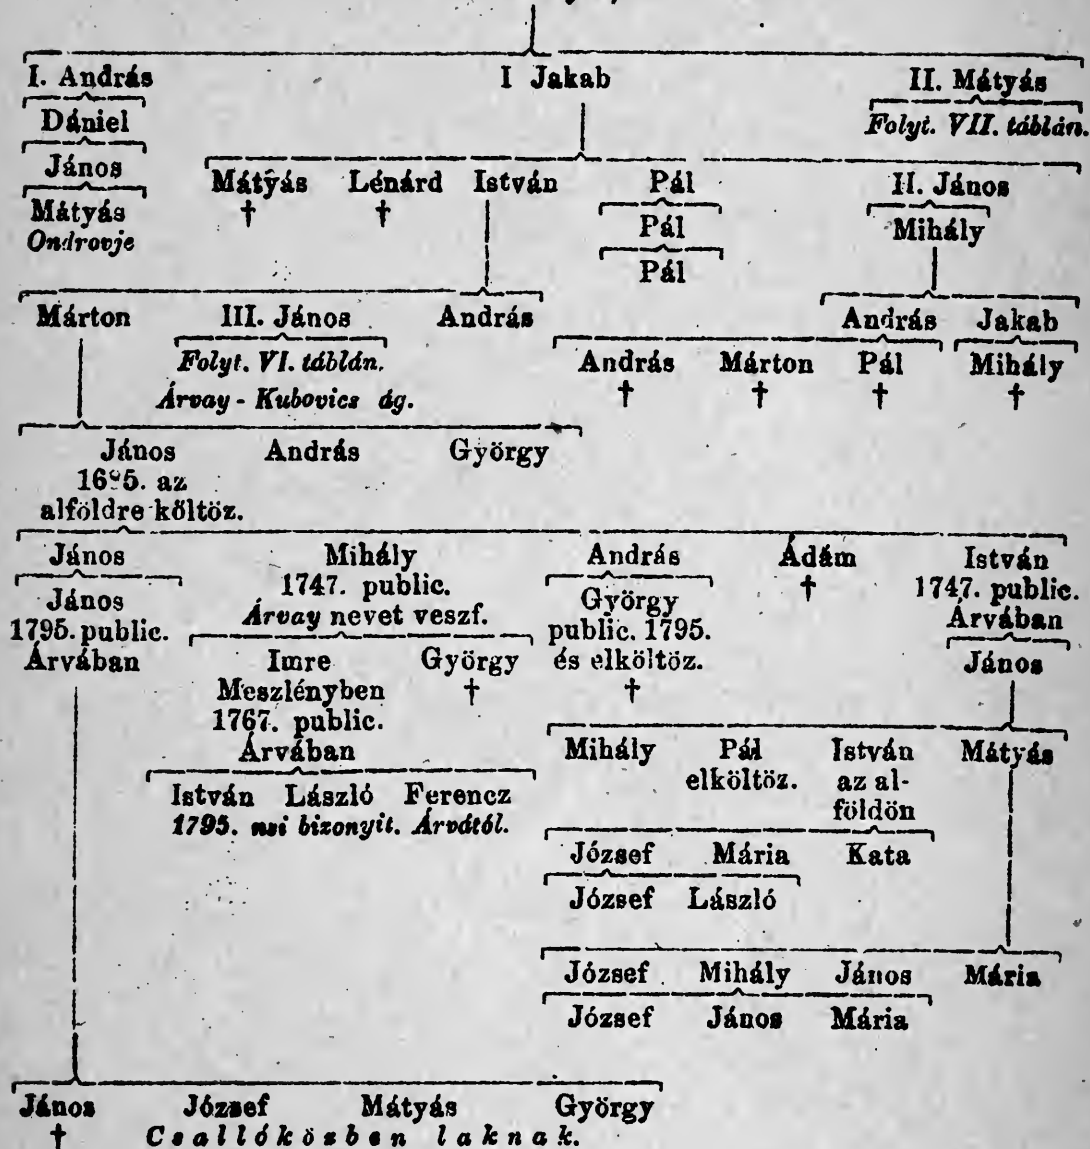 I. András I Jakab II. Mátyás
Dániel Folyt. VII. táblán.
János Mátyás Lénárd István Pál II. János
† †
Mátyás Pál Mihály
Ondrovje
Pál
Márton III. János András András Jakab
Folyt. VI. táblán. András Márton Pál Mihály
Árvay-Kubovics ág. † † † †
János András György
az
alföldre költöz.
János Mihály András Ádám István
1747. public. † 1747. public.
János Árvay nevet veszf. György Árvában
1795. public. public. 1795.
Árvában Imre György és elköltöz. János
Meszlényben † †
1767. public.
Árvában Mihály Pál István Mátyás
elköltöz. az al-
István László Ferencz földön
1795. nsi bizonyit. Árvától.
József Mária Kata
József László
József Mihály János Mária
József János Mária
János József Mátyás György
† Csallóközben laknak.